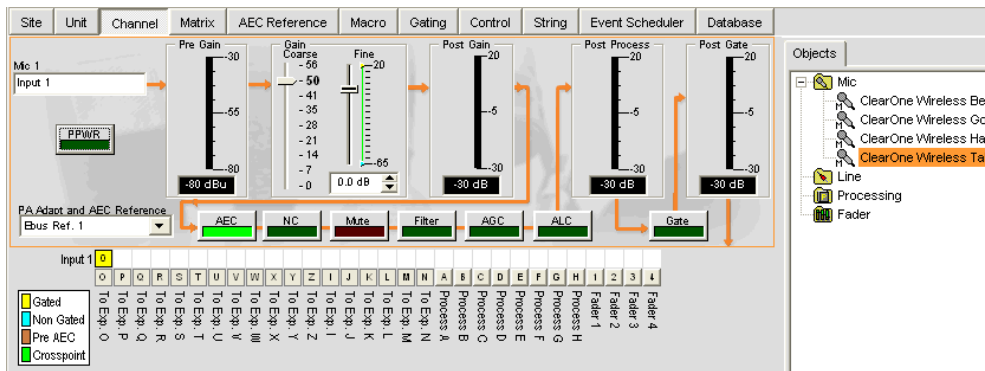 Site Unit Channel Matrix AEC Reference Macro Gating Control String Event Scheduler Database
Mic 1
Input 1
PPWR
PA Adapt and AEC Reference
Ebus Ref. 1
Pre Gain
-30
-55
-80
-80 dBu
Gain
Coarse
- 56
- 50
- 41
- 35
- 28
- 21
- 14
- 7
- 0
Fine
20
-65
0.0 dB
Post Gain
20
-5
-30
-30 dB
Post Process
20
-5
-30
-30 dB
Post Gate
20
-5
-30
-30 dB
AEC NC Mute Filter AGC ALC Gate
Input 1 0
O P Q R S T U V W X Y Z I J K L M N A B C D E F G H 1 2 3 4
To Exp. O
To Exp. P
To Exp. Q
To Exp. R
To Exp. S
To Exp. T
To Exp. U
To Exp. V
To Exp. W
To Exp. X
To Exp. Y
To Exp. Z
To Exp. I
To Exp. J
To Exp. K
To Exp. L
To Exp. M
To Exp. N
Process A
Process B
Process C
Process D
Process E
Process F
Process G
Process H
Fader 1
Fader 2
Fader 3
Fader 4
Gated
Non Gated
Pre AEC
Crosspoint
Objects
Mic
M ClearOne Wireless Be
M ClearOne Wireless Go
M ClearOne Wireless Ha
M ClearOne Wireless Ta
Line
Processing
Fader